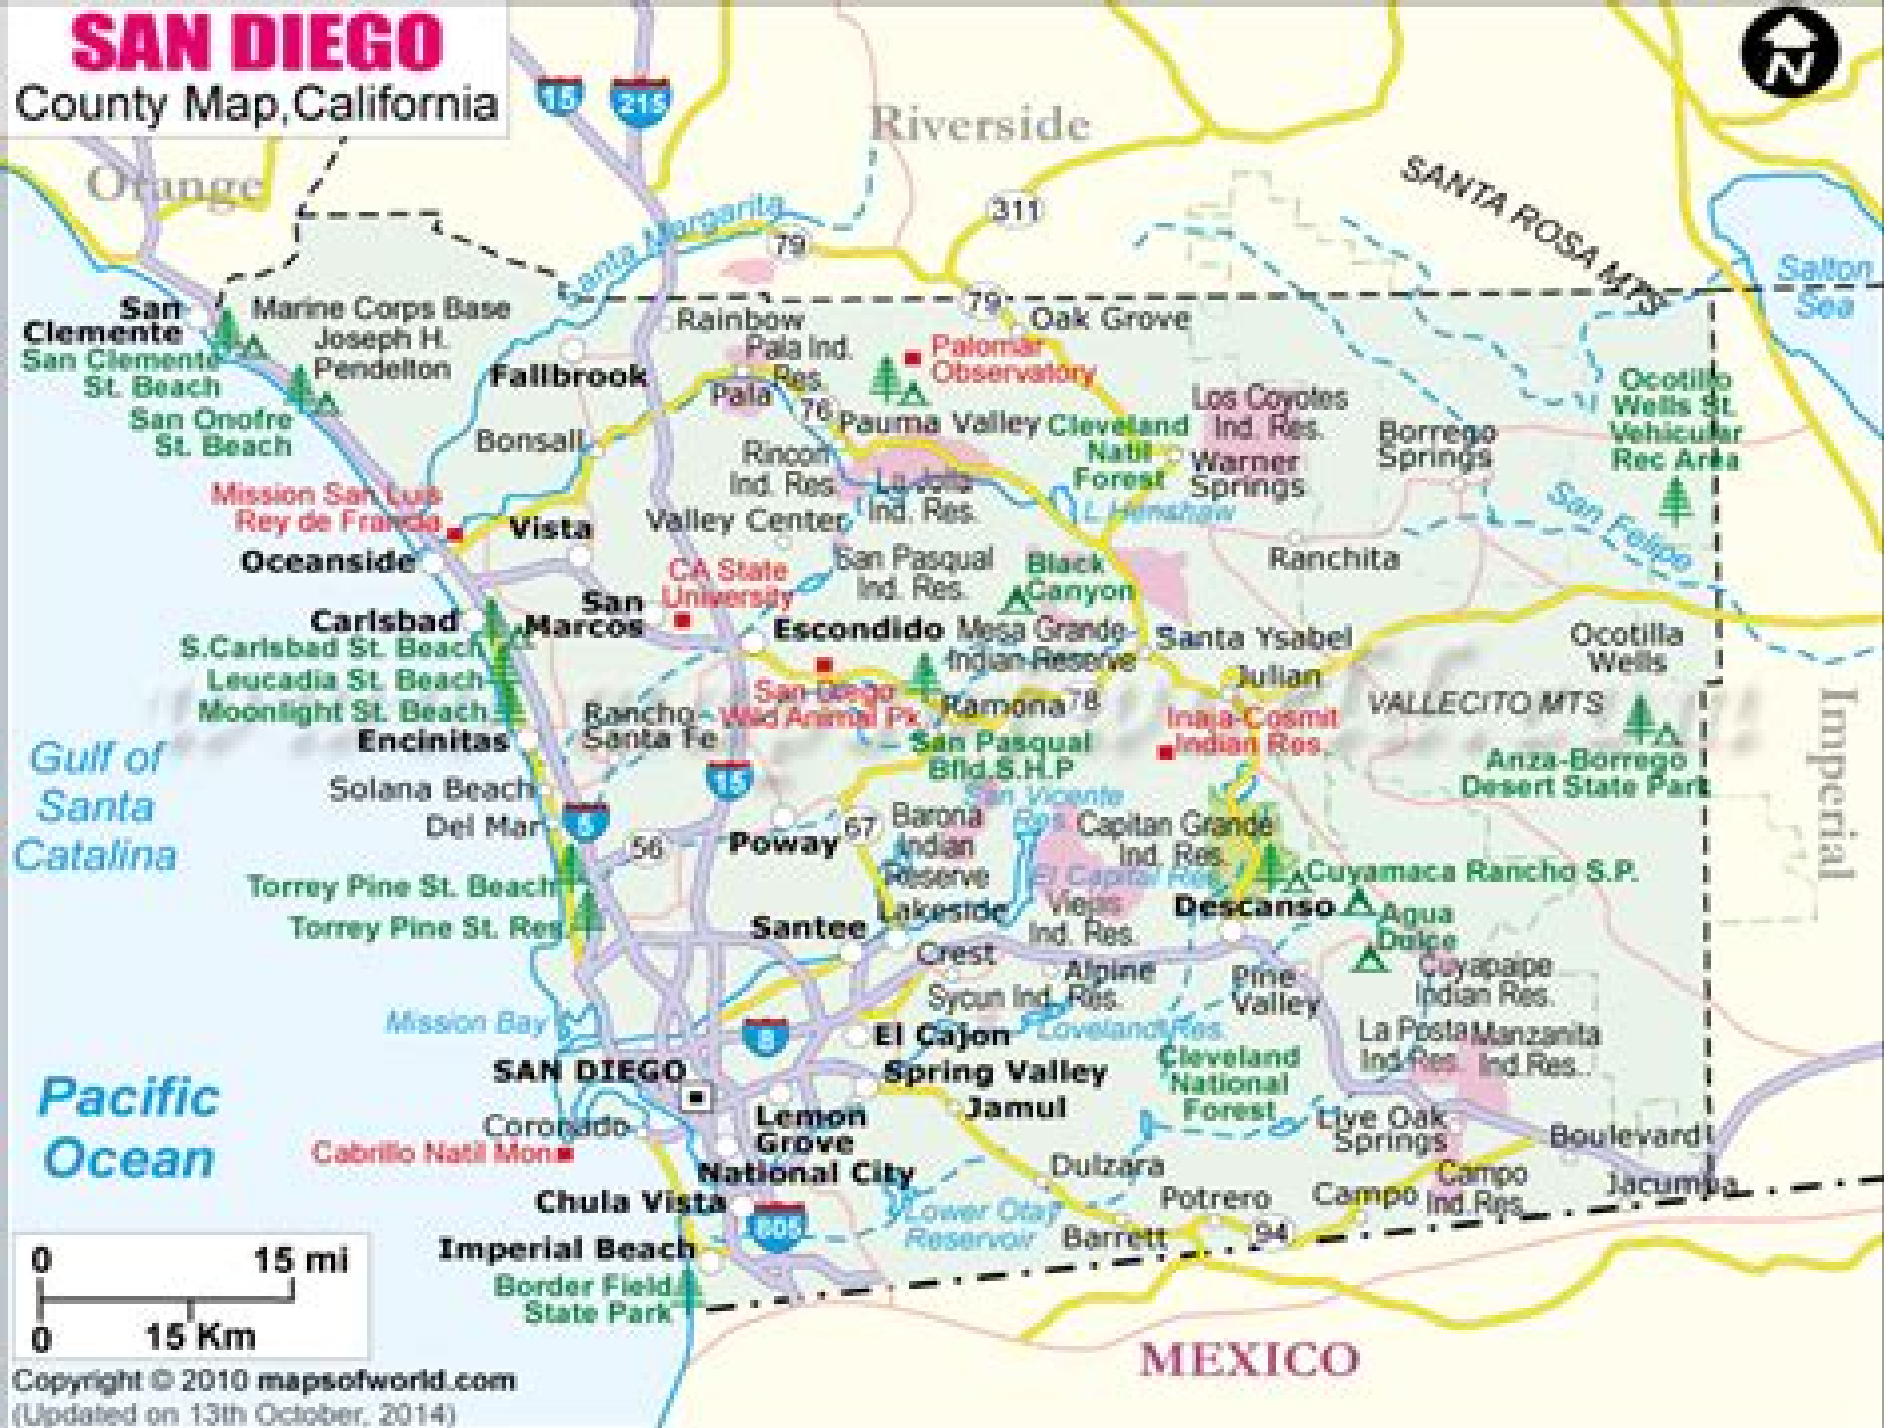 SAN DIEGO
County Map,California
15
215
Riverside
Orange
SANTA ROSA MTS
311
Santa Margarita
79
Salton
Sea
79
San
Clemente
Marine Corps Base
Joseph H.
Pendelton
Rainbow
Oak Grove
San Clemente
St. Beach
Fallbrook
Pala Ind.
Res.
Palomar
Observatory
Pala
76
San Onofre
St. Beach
Los Coyotes
Ind. Res.
Ocotillo
Wells St.
Vehicular
Rec Area
Bonsall
Pauma Valley
Cleveland
Natil
Forest
Borrego
Springs
Rincon
Ind. Res.
Warner
Springs
La Jolla
Ind. Res.
Mission San Luis
Rey de Francia
L Henshaw
San Felipe
Vista
Valley Center
Oceanside
San Pasqual
Ind. Res.
Black
Canyon
Ranchita
CA State
University
San
Marcos
Carlsbad
Escondido
Mesa Grande
Indian Reserve
Santa Ysabel
Ocotilla
Wells
S.Carlsbad St. Beach
Leucadia St. Beach
Moonlight St. Beach
Julian
San Diego
Wild Animal Pk.
Ramona
78
VALLECITO MTS
Rancho
Santa Fe
Inaja-Cosmit
Indian Res.
Imperial
Encinitas
San Pasqual
Btld.S.H.P
Anza-Borrego
Desert State Park
Gulf of
Santa
Catalina
Solana Beach
15
San Vicente
Res.
Del Mar
5
56
Poway
67
Barona
Indian
Reserve
Capitan Grande
Ind. Res.
El Capital Res.
Cuyamaca Rancho S.P.
Torrey Pine St. Beach
Torrey Pine St. Res.
Santee
Lakeside
Viejas
Ind. Res.
Descanso
Agua
Dulce
Crest
Alpine
Pine
Valley
Cuyapaipe
Indian Res.
Sycun Ind. Res.
Mission Bay
8
El Cajon
Loveland Res.
La Posta
Ind Res.
Manzanita
Ind.Res..
SAN DIEGO
Spring Valley
Cleveland
National
Forest
Pacific
Ocean
Jamul
Coronado
Lemon
Grove
Live Oak
Springs
Boulevard
Cabrillo Natil Mon.
National City
Dulzara
Campo
Ind.Res.
Jacumba
Chula Vista
805
Lower Otay
Reservoir
Potrero
Campo
Barrett
94
Imperial Beach
Border Field
State Park
0 15 mi
0 15 Km
MEXICO
Copyright © 2010 mapsofworld.com
(Updated on 13th October, 2014)